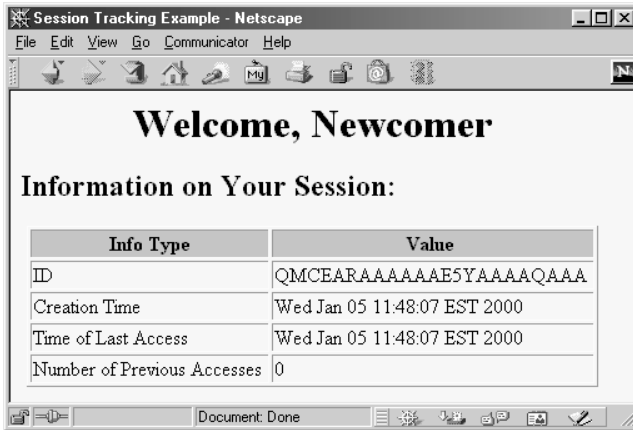 Session Tracking Example - Netscape
File Edit View Go Communicator Help
My
N
Welcome, Newcomer
Information on Your Session:
Info Type Value
ID QMCEARAAAAAAE5YAAAAQAAA
Creation Time Wed Jan 05 11:48:07 EST 2000
Time of Last Access Wed Jan 05 11:48:07 EST 2000
Number of Previous Accesses 0
Document: Done